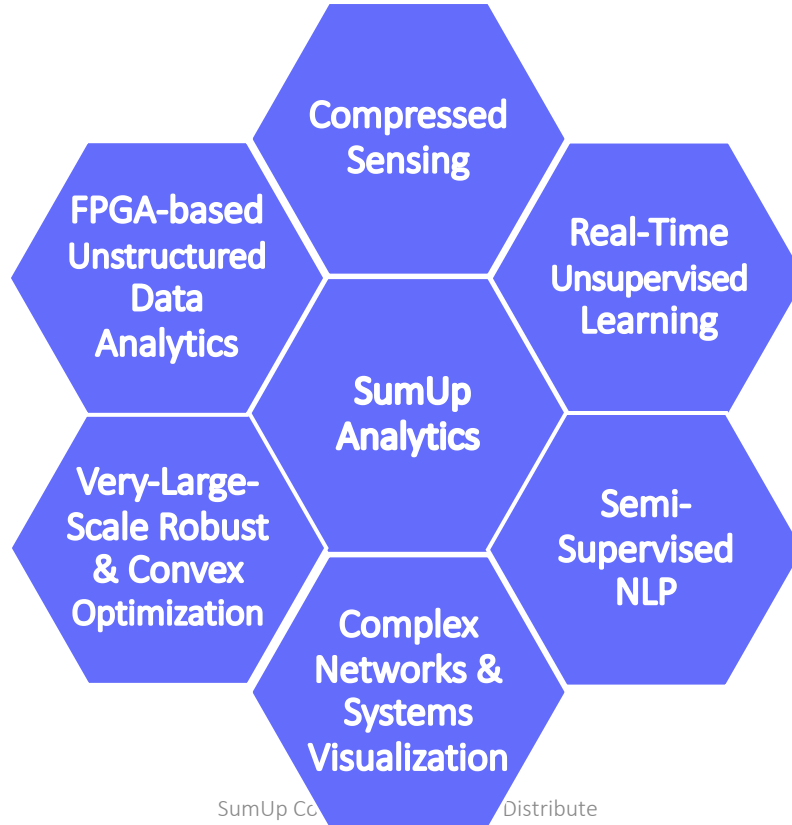 Compressed
Sensing
FPGA-based
Unstructured
Data
Analytics
Real-Time
Unsupervised
Learning
SumUp
Analytics
Very-Large-
Scale Robust
& Convex
Optimization
Semi-
Supervised
NLP
Complex
Networks &
Systems
Visualization
SumUp Distribute